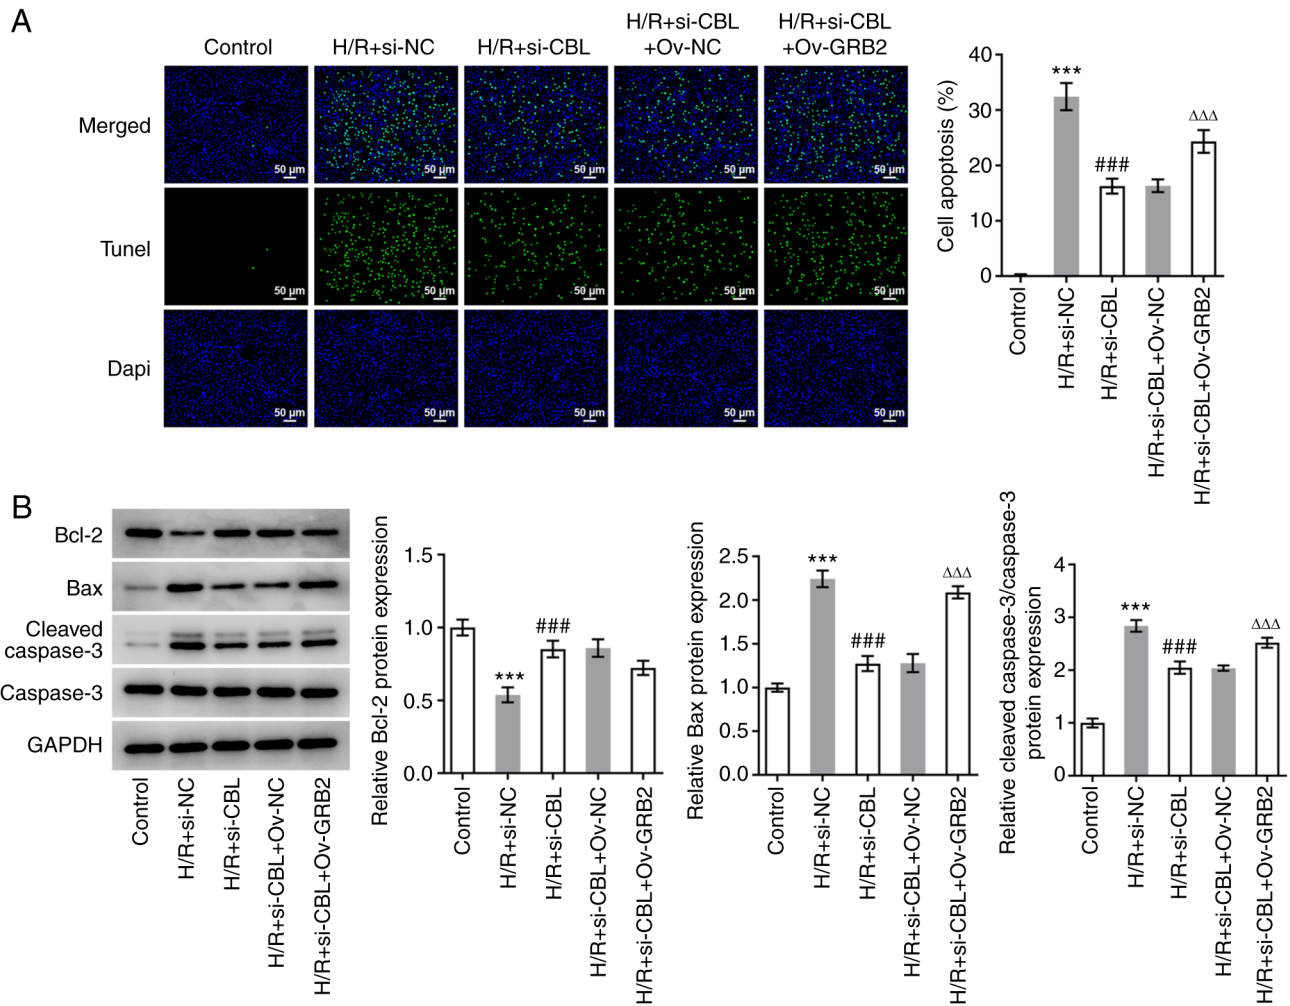 A
Control
H/R+si-NC
H/R+si-CBL
H/R+si-CBL
+Ov-NC
H/R+si-CBL
+Ov-GRB2
Merged
50 µm
50 µm
50 µm
50 µm
50 µm
Tunel
50 µm
50 µm
50 µm
50 µm
50 µm
Dapi
50 µm
50 µm
50 µm
50 µm
50 µm
Cell apoptosis (%)
40
30
20
10
0
***
###
ΔΔΔ
Control
H/R+si-NC
H/R+si-CBL
H/R+si-CBL+Ov-NC
H/R+si-CBL+Ov-GRB2
B
Bcl-2
Bax
Cleaved
caspase-3
Caspase-3
GAPDH
Control
H/R+si-NC
H/R+si-CBL
H/R+si-CBL+Ov-NC
H/R+si-CBL+Ov-GRB2
Relative Bcl-2 protein expression
1.5
1.0
0.5
0.0
***
###
Control
H/R+si-NC
H/R+si-CBL
H/R+si-CBL+Ov-NC
H/R+si-CBL+Ov-GRB2
Relative Bax protein expression
2.5
2.0
1.5
1.0
0.5
0.0
***
###
ΔΔΔ
Control
H/R+si-NC
H/R+si-CBL
H/R+si-CBL+Ov-NC
H/R+si-CBL+Ov-GRB2
Relative cleaved caspase-3/caspase-3
protein expression
4
3
2
1
0
***
###
ΔΔΔ
Control
H/R+si-NC
H/R+si-CBL
H/R+si-CBL+Ov-NC
H/R+si-CBL+Ov-GRB2